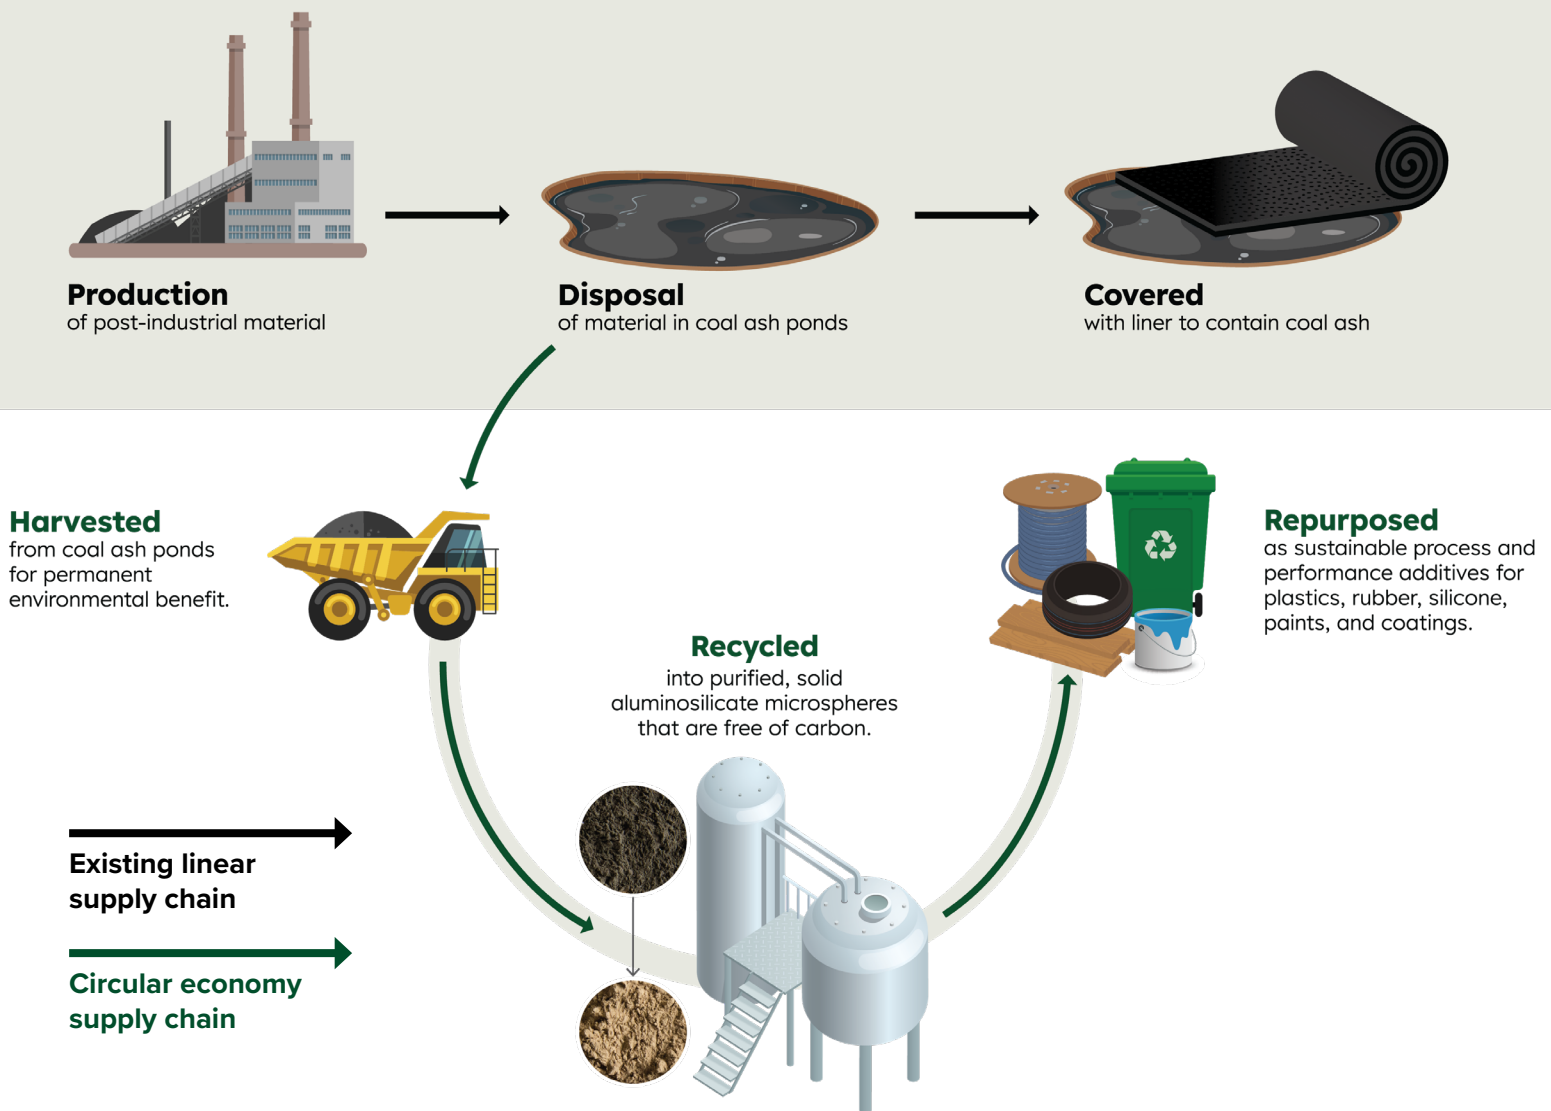 Production
of post-industrial material
Disposal
of material in coal ash ponds
Covered
with liner to contain coal ash
Harvested
from coal ash ponds
for permanent
environmental benefit.
Recycled
into purified, solid
aluminosilicate microspheres
that are free of carbon.
Repurposed
as sustainable process and
performance additives for
plastics, rubber, silicone,
paints, and coatings.
Existing linear
supply chain
Circular economy
supply chain